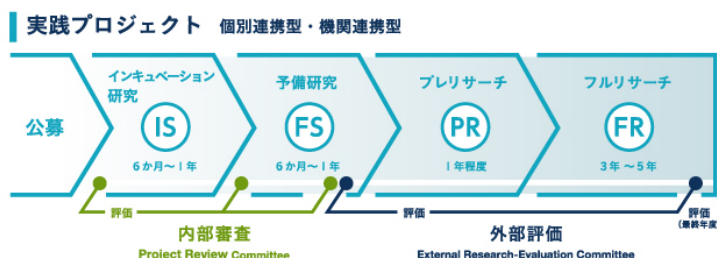 実践プロジェクト 個別連携型・機関連携型
公募
インキュベーション
研究
IS
6か月〜1年
予備研究
FS
6か月〜1年
プレリサーチ
PR
1年程度
フルリサーチ
FR
3年〜5年
評価
内部審査
Project Review Committee
評価
外部評価
External Research-Evaluation Committee
評価
(最終年度